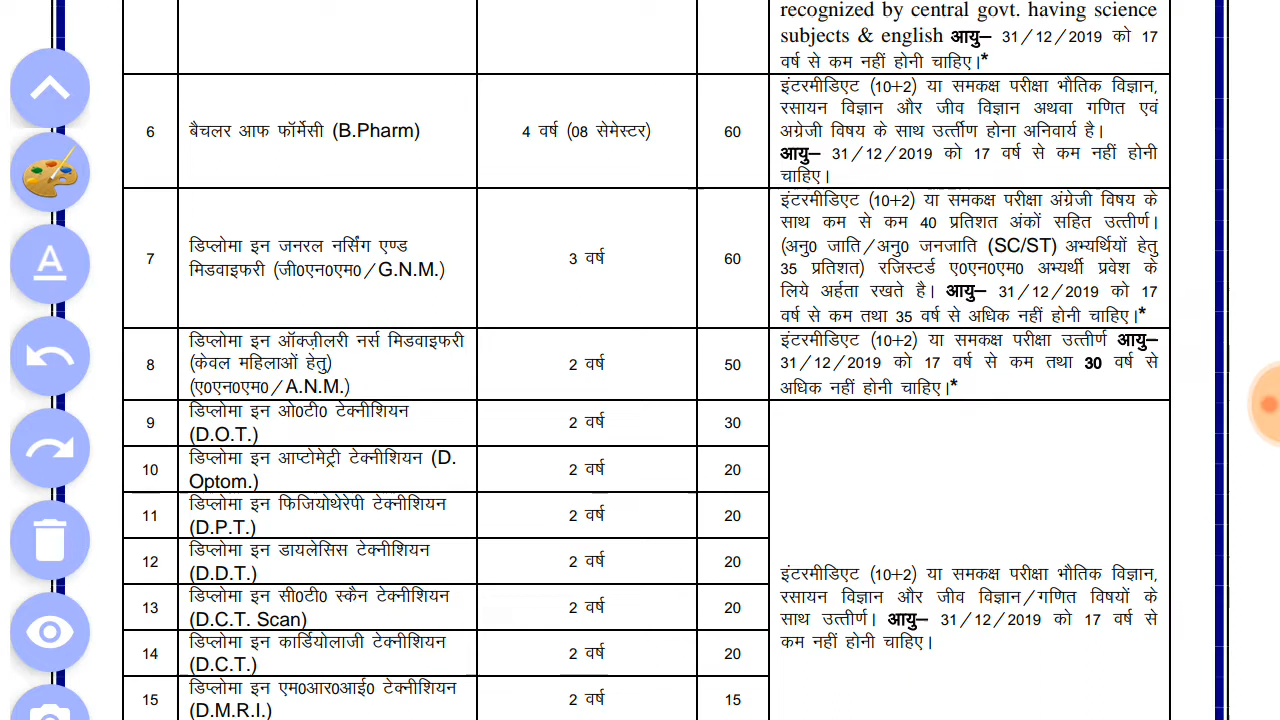 recognized by central govt. having science
subjects & english आयु– 31/12/2019 को 17
वर्ष से कम नहीं होनी चाहिए।*
6
बैचलर आफ फॉर्मेसी (B.Pharm)
4 वर्ष (08 सेमेस्टर)
60
इंटरमीडिएट (10+2) या समकक्ष परीक्षा भौतिक विज्ञान,
रसायन विज्ञान और जीव विज्ञान अथवा गणित एवं
अग्रेजी विषय के साथ उर्त्तीण होना अनिवार्य है।
आयु– 31/12/2019 को 17 वर्ष से कम नहीं होनी
चाहिए।
7
डिप्लोमा इन जनरल नर्सिंग एण्ड
मिडवाइफरी (जी0एन0एम0/G.N.M.)
3 वर्ष
60
इंटरमीडिएट (10+2) या समकक्ष परीक्षा अंग्रेजी विषय के
साथ कम से कम 40 प्रतिशत अंकों सहित उत्तीर्ण।
(अनु0 जाति/अनु0 जनजाति (SC/ST) अभ्यर्थियों हेतु
35 प्रतिशत) रजिस्टर्ड ए0एन0एम0 अभ्यर्थी प्रवेश के
लिये अर्हता रखते है। आयु– 31/12/2019 को 17
वर्ष से कम तथा 35 वर्ष से अधिक नहीं होनी चाहिए।*
8
डिप्लोमा इन ऑक्ज़ीलरी नर्स मिडवाइफरी
(केवल महिलाओं हेतु)
(ए0एन0एम0/A.N.M.)
2 वर्ष
50
इंटरमीडिएट (10+2) या समकक्ष परीक्षा उत्तीर्ण आयु–
31/12/2019 को 17 वर्ष से कम तथा 30 वर्ष से
अधिक नहीं होनी चाहिए।*
9
डिप्लोमा इन ओ0टी0 टेक्नीशियन
(D.O.T.)
2 वर्ष
30
10
डिप्लोमा इन आप्टोमेट्री टेक्नीशियन (D.
Optom.)
2 वर्ष
20
11
डिप्लोमा इन फिजियोथेरेपी टेक्नीशियन
(D.P.T.)
2 वर्ष
20
12
डिप्लोमा इन डायलेसिस टेक्नीशियन
(D.D.T.)
2 वर्ष
20
13
डिप्लोमा इन सी0टी0 स्कैन टेक्नीशियन
(D.C.T. Scan)
2 वर्ष
20
14
डिप्लोमा इन कार्डियोलाजी टेक्नीशियन
(D.C.T.)
2 वर्ष
20
15
डिप्लोमा इन एम0आर0आई0 टेक्नीशियन
(D.M.R.I.)
2 वर्ष
15
इंटरमीडिएट (10+2) या समकक्ष परीक्षा भौतिक विज्ञान,
रसायन विज्ञान और जीव विज्ञान/गणित विषयों के
साथ उत्तीर्ण। आयु– 31/12/2019 को 17 वर्ष से
कम नहीं होनी चाहिए।
A